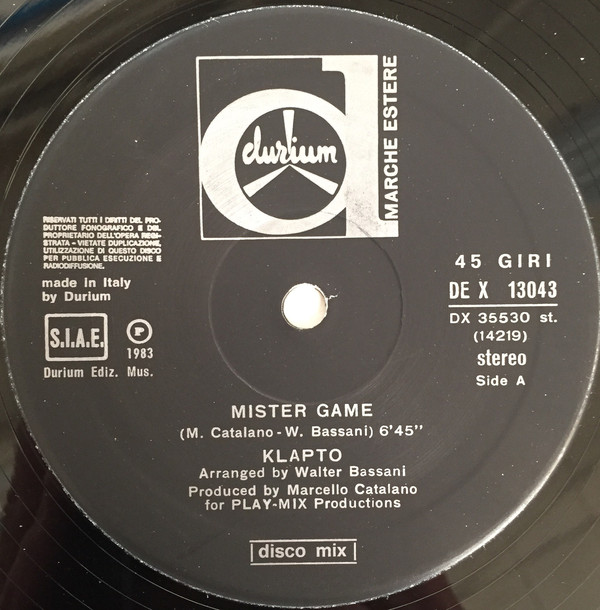 durium
MARCHE ESTERE
RISERVATI TUTTI I DIRITTI DEL PRO-
DUTTORE FONOGRAFICO E DEL
PROPRIETARIO DELL'OPERA REGI-
STRATA - VIETATE DUPLICAZIONE,
UTILIZZAZIONE DI QUESTO DISCO
PER PUBBLICA ESECUZIONE E
RADIODIFFUSIONE.
made in Italy
by Durium
S.I.A.E.
℗
1983
Durium Ediz. Mus.
45 GIRI
DE X 13043
DX 35530 st.
(14219)
stereo
Side A
MISTER GAME
(M. Catalano - W. Bassani) 6'45''
KLAPTO
Arranged by Walter Bassani
Produced by Marcello Catalano
for PLAY-MIX Productions
disco mix